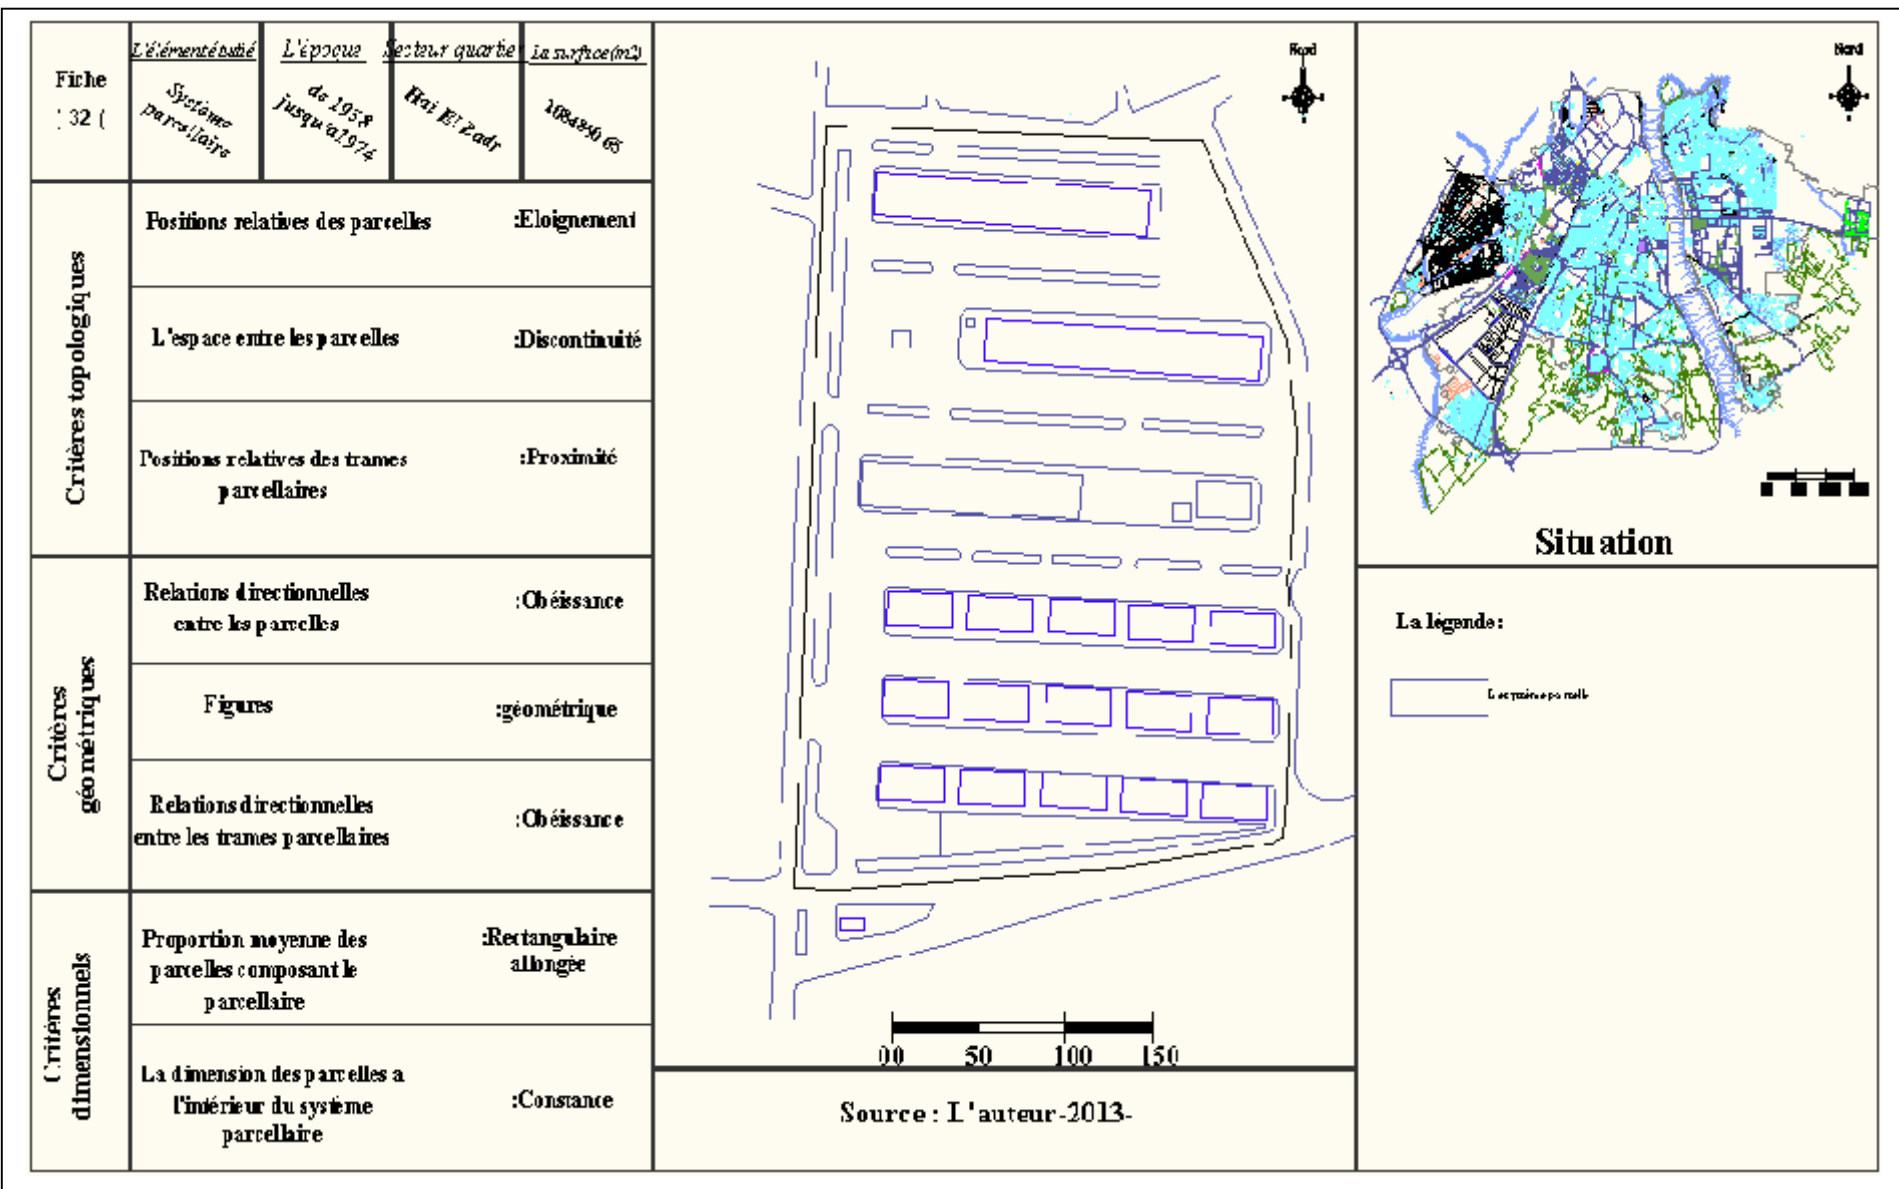 Fiche
) 32 (
L'élément étudié
Système
parcellaire
L'époque
de 1958
jusqu'à 1974
Secteur quartier
Hai El Badr
La surface(m2)
Critères topologiques
Positions relatives des parcelles :Eloignement
L'espace entre les parcelles :Discontinuité
Positions relatives des trames :Proximité
parcellaires
Critères
géométriques
Relations directionnelles :Obéissance
entre les parcelles
Figures :géométrique
Relations directionnelles :Obéissance
entre les trames parcellaires
Critères
dimensionnels
Proportion moyenne des :Rectangulaire
parcelles composant le allongée
parcellaire
La dimension des parcelles a
l'intérieur du système :Constance
parcellaire
Nord
00 50 100 150
Source : L'auteur-2013-
Nord
Situation
La légende :